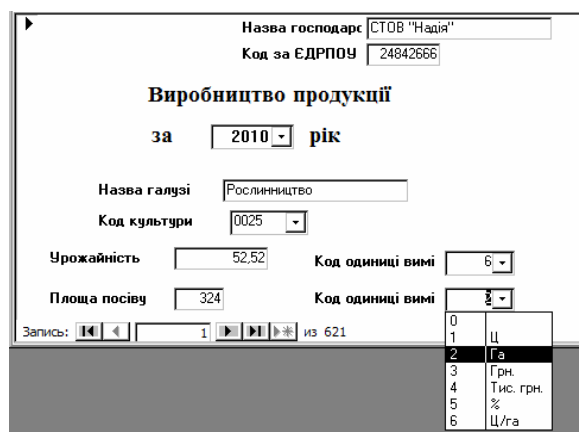 Назва господарс СТОВ "Надія"
Код за ЄДРПОУ 24842666
Виробництво продукції
за 2010 рік
Назва галузі Рослинництво
Код культури 0025
Урожайність 52,52 Код одиниці вимі 6
Площа посіву 324 Код одиниці вимі
Запись: 1 из 621
0
1 Ц
2 Га
3 Грн.
4 Тис. грн.
5 %
6 Ц/га